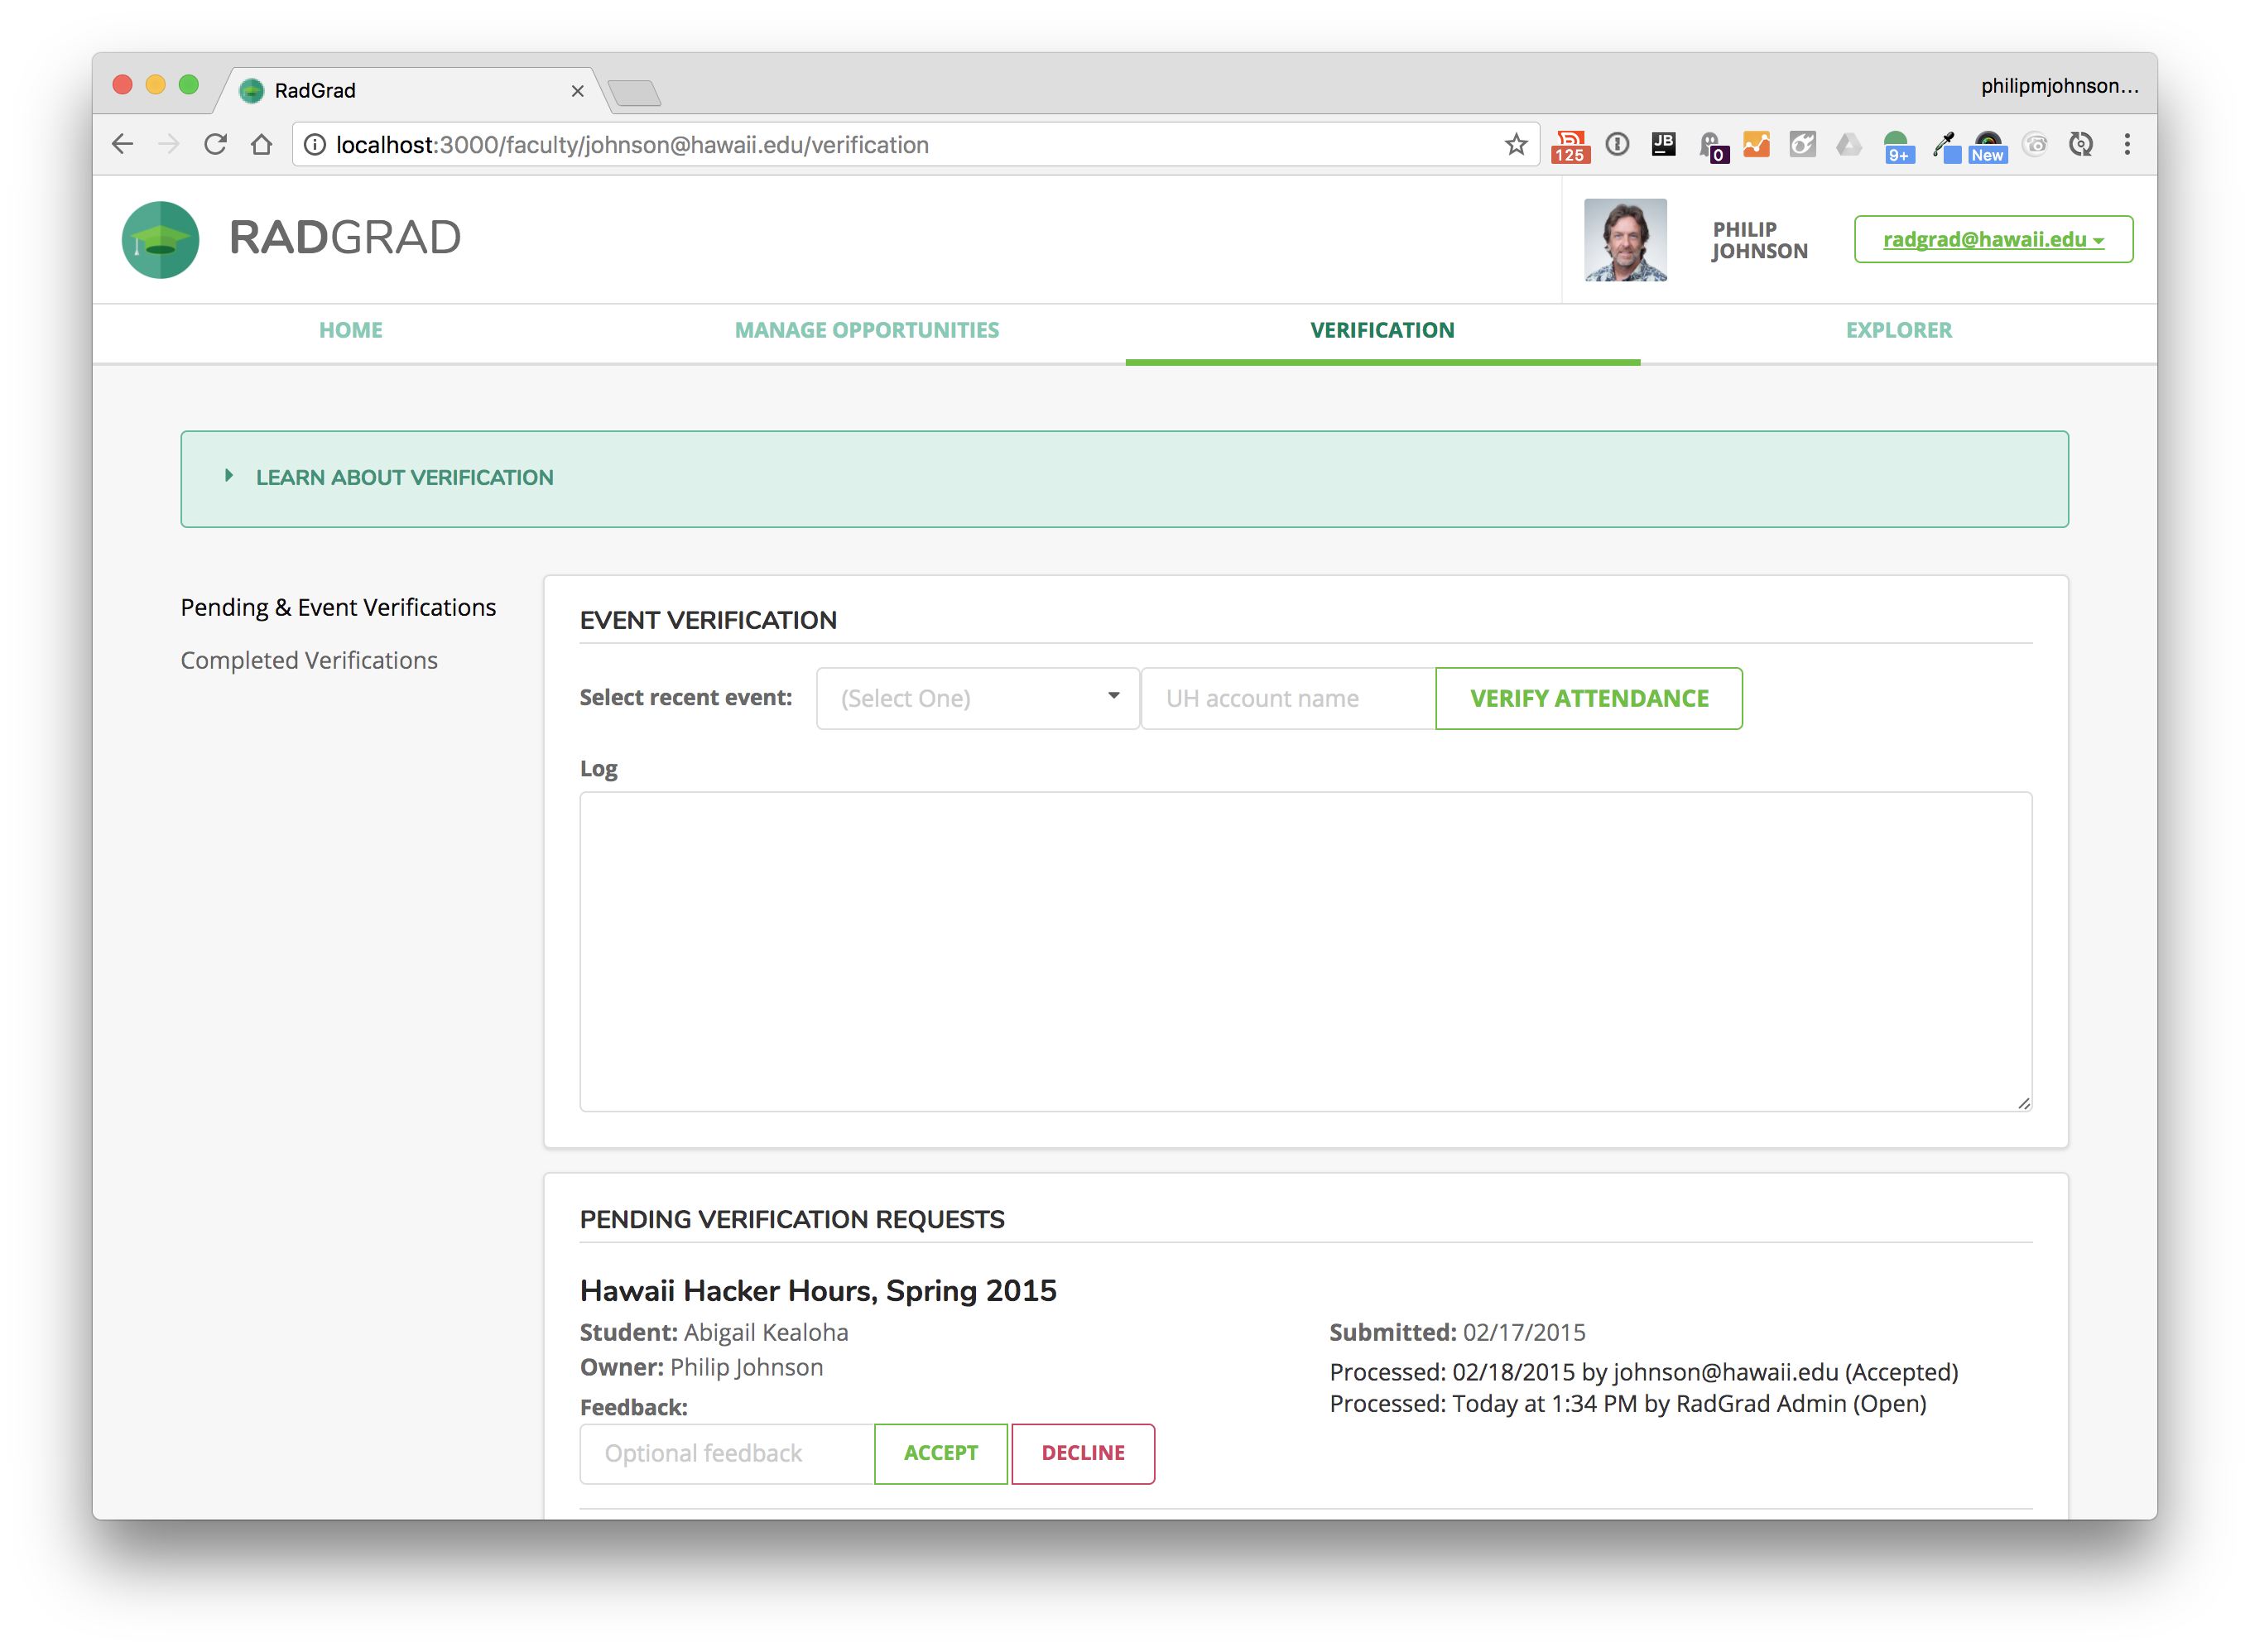 RadGrad
philipmjohnson...
localhost:3000/faculty/johnson@hawaii.edu/verification
125
JB
0
9+
New
RADGRAD
PHILIP
JOHNSON
radgrad@hawaii.edu
HOME
MANAGE OPPORTUNITIES
VERIFICATION
EXPLORER
LEARN ABOUT VERIFICATION
Pending & Event Verifications
Completed Verifications
EVENT VERIFICATION
Select recent event:
(Select One)
UH account name
VERIFY ATTENDANCE
Log
PENDING VERIFICATION REQUESTS
Hawaii Hacker Hours, Spring 2015
Student: Abigail Kealoha
Owner: Philip Johnson
Submitted: 02/17/2015
Processed: 02/18/2015 by johnson@hawaii.edu (Accepted)
Processed: Today at 1:34 PM by RadGrad Admin (Open)
Feedback:
Optional feedback
ACCEPT
DECLINE